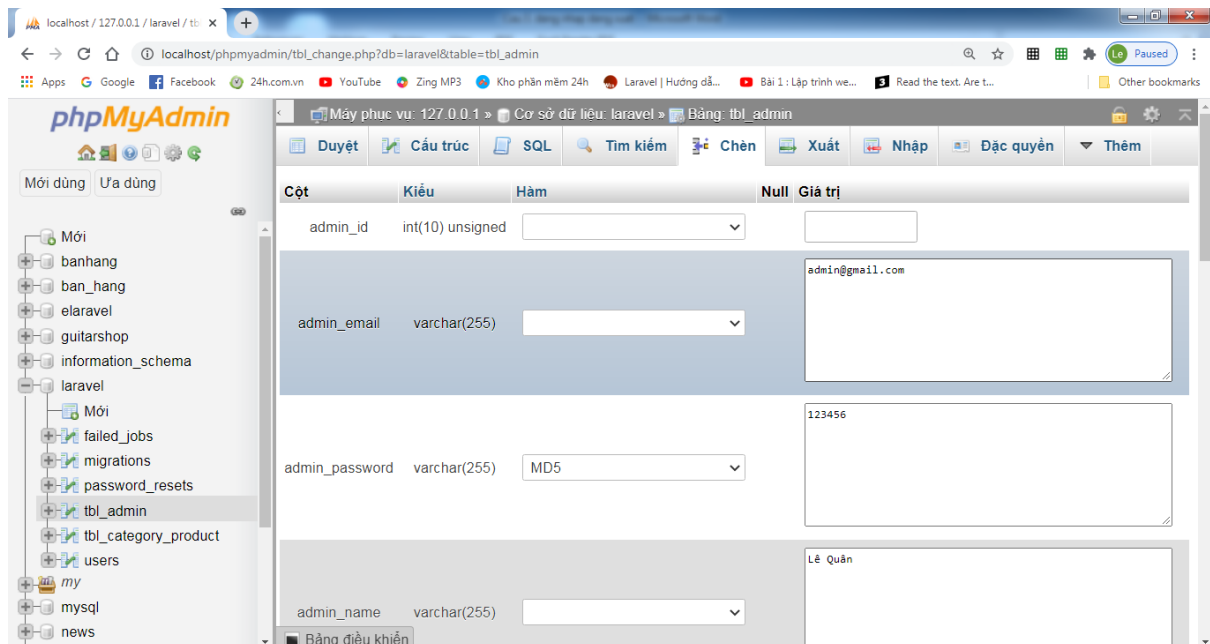 localhost / 127.0.0.1 / laravel / tb
localhost/phpmyadmin/tbl_change.php?db=laravel&table=tbl_admin
Le Paused
Apps Google Facebook 24h.com.vn YouTube Zing MP3 Kho phần mềm 24h Laravel | Hướng dẫ... Bài 1 : Lập trình we... Read the text. Are t... Other bookmarks
phpMyAdmin
Mới dùng Ưa dùng
Mới
banhang
ban_hang
elaravel
guitarshop
information_schema
laravel
Mới
failed_jobs
migrations
password_resets
tbl_admin
tbl_category_product
users
my
mysql
news
Máy phục vụ: 127.0.0.1 » Cơ sở dữ liệu: laravel » Bảng: tbl_admin
Duyệt Cấu trúc SQL Tìm kiếm Chèn Xuất Nhập Đặc quyền Thêm
Cột Kiểu Hàm Null Giá trị
admin_id int(10) unsigned
admin_email varchar(255) admin@gmail.com
admin_password varchar(255) MD5 123456
admin_name varchar(255) Lê Quân
Bảng điều khiển